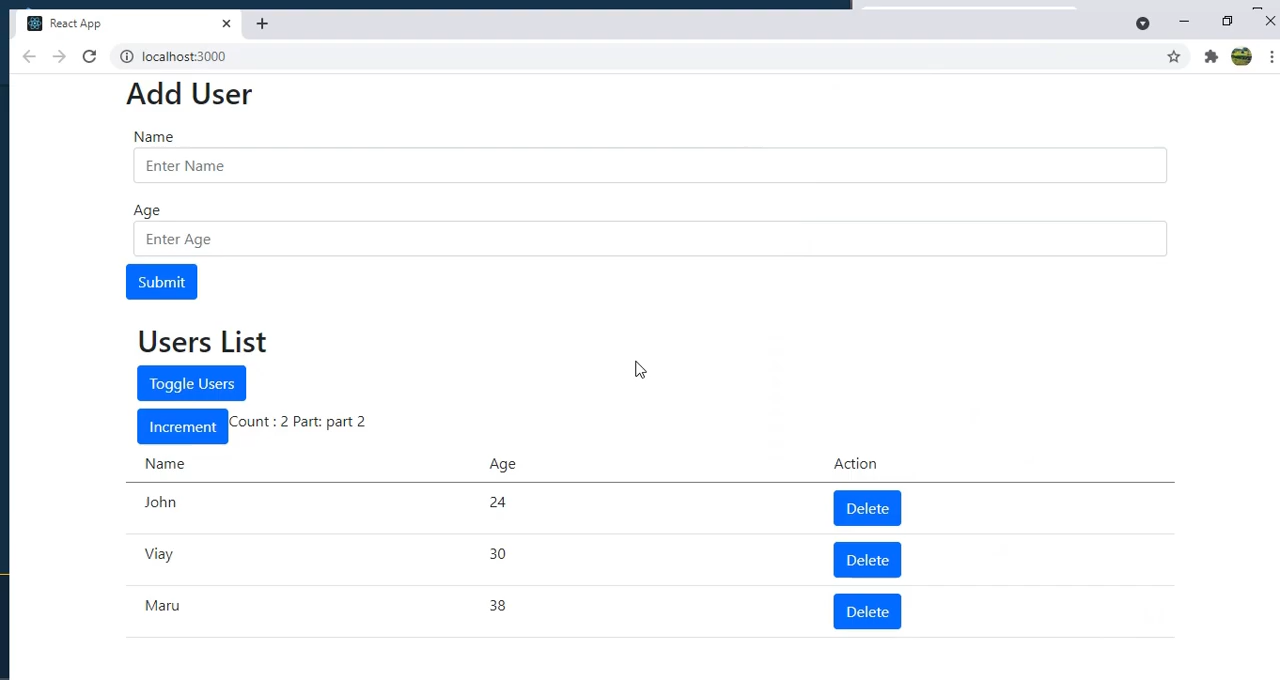 React App
localhost:3000
Add User
Name
Enter Name
Age
Enter Age
Submit
Users List
Toggle Users
Increment Count : 2 Part: part 2
Name Age Action
John 24 Delete
Viay 30 Delete
Maru 38 Delete